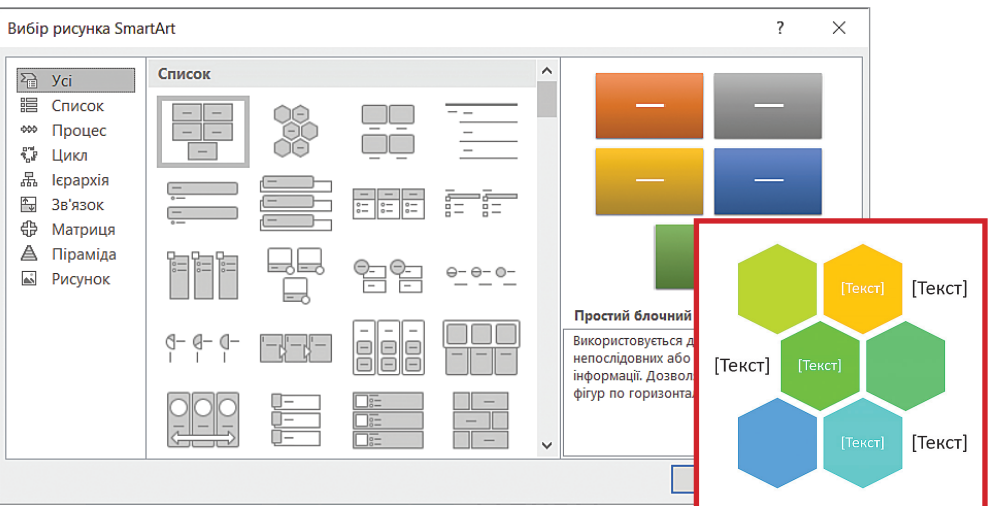 Вибір рисунка SmartArt
Усі
Список
Процес
Цикл
Ієрархія
Зв'язок
Матриця
Піраміда
Рисунок
Список
Простий блочний
Використовується д
непослідовних або
інформації. Дозвол
фігур по горизонта
[Текст]
[Текст]
[Текст]
[Текст]
[Текст]
[Текст]